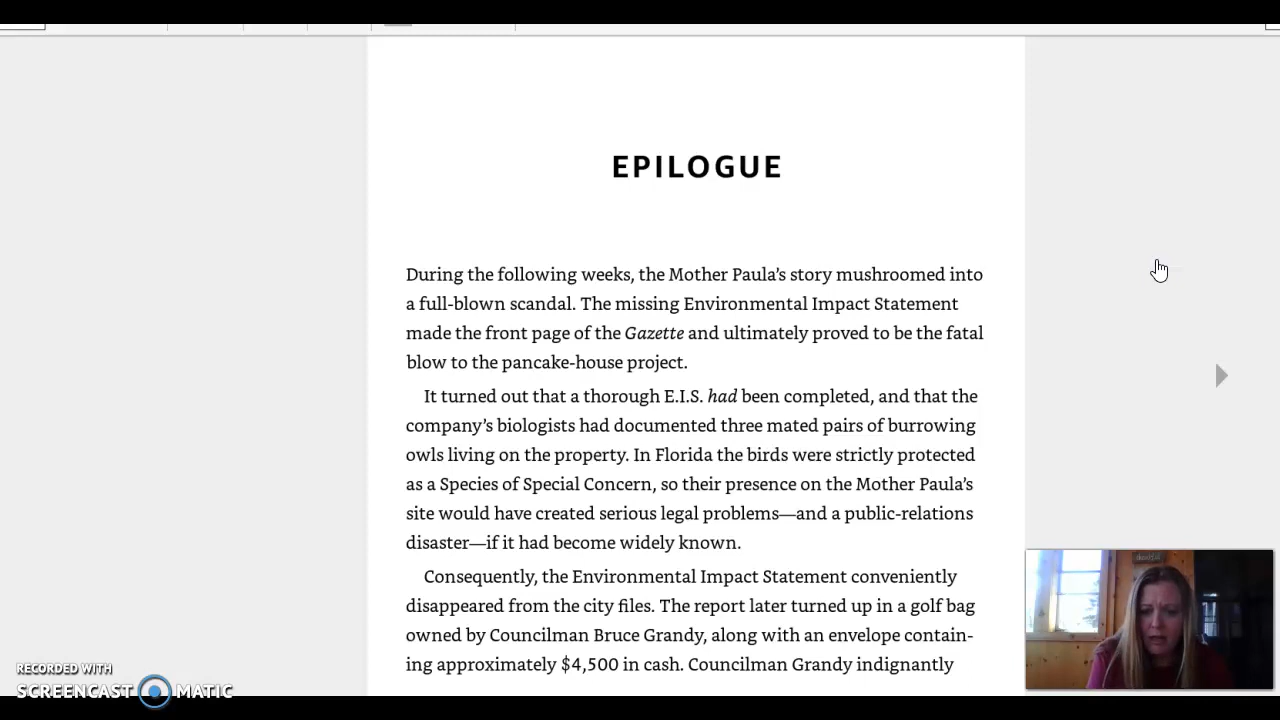 EPILOGUE
During the following weeks, the Mother Paula's story mushroomed into
a full-blown scandal. The missing Environmental Impact Statement
made the front page of the Gazette and ultimately proved to be the fatal
blow to the pancake-house project.
It turned out that a thorough E.I.S. had been completed, and that the
company's biologists had documented three mated pairs of burrowing
owls living on the property. In Florida the birds were strictly protected
as a Species of Special Concern, so their presence on the Mother Paula's
site would have created serious legal problems—and a public-relations
disaster—if it had become widely known.
Consequently, the Environmental Impact Statement conveniently
disappeared from the city files. The report later turned up in a golf bag
owned by Councilman Bruce Grandy, along with an envelope contain-
ing approximately $4,500 in cash. Councilman Grandy indignantly
RECORDED WITH
SCREENCAST MATIC